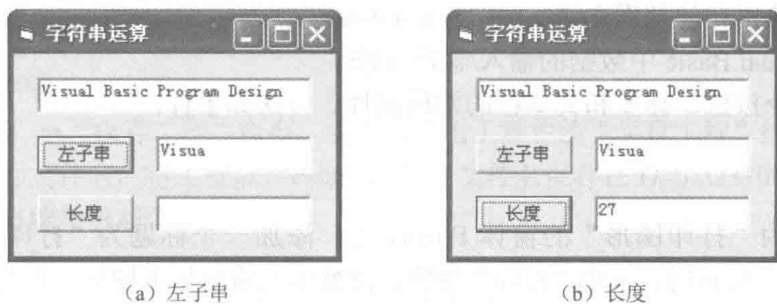 字符串运算
Visual Basic Program Design
左子串
Visua
长度
(a) 左子串
字符串运算
Visual Basic Program Design
左子串
Visua
长度
27
(b) 长度